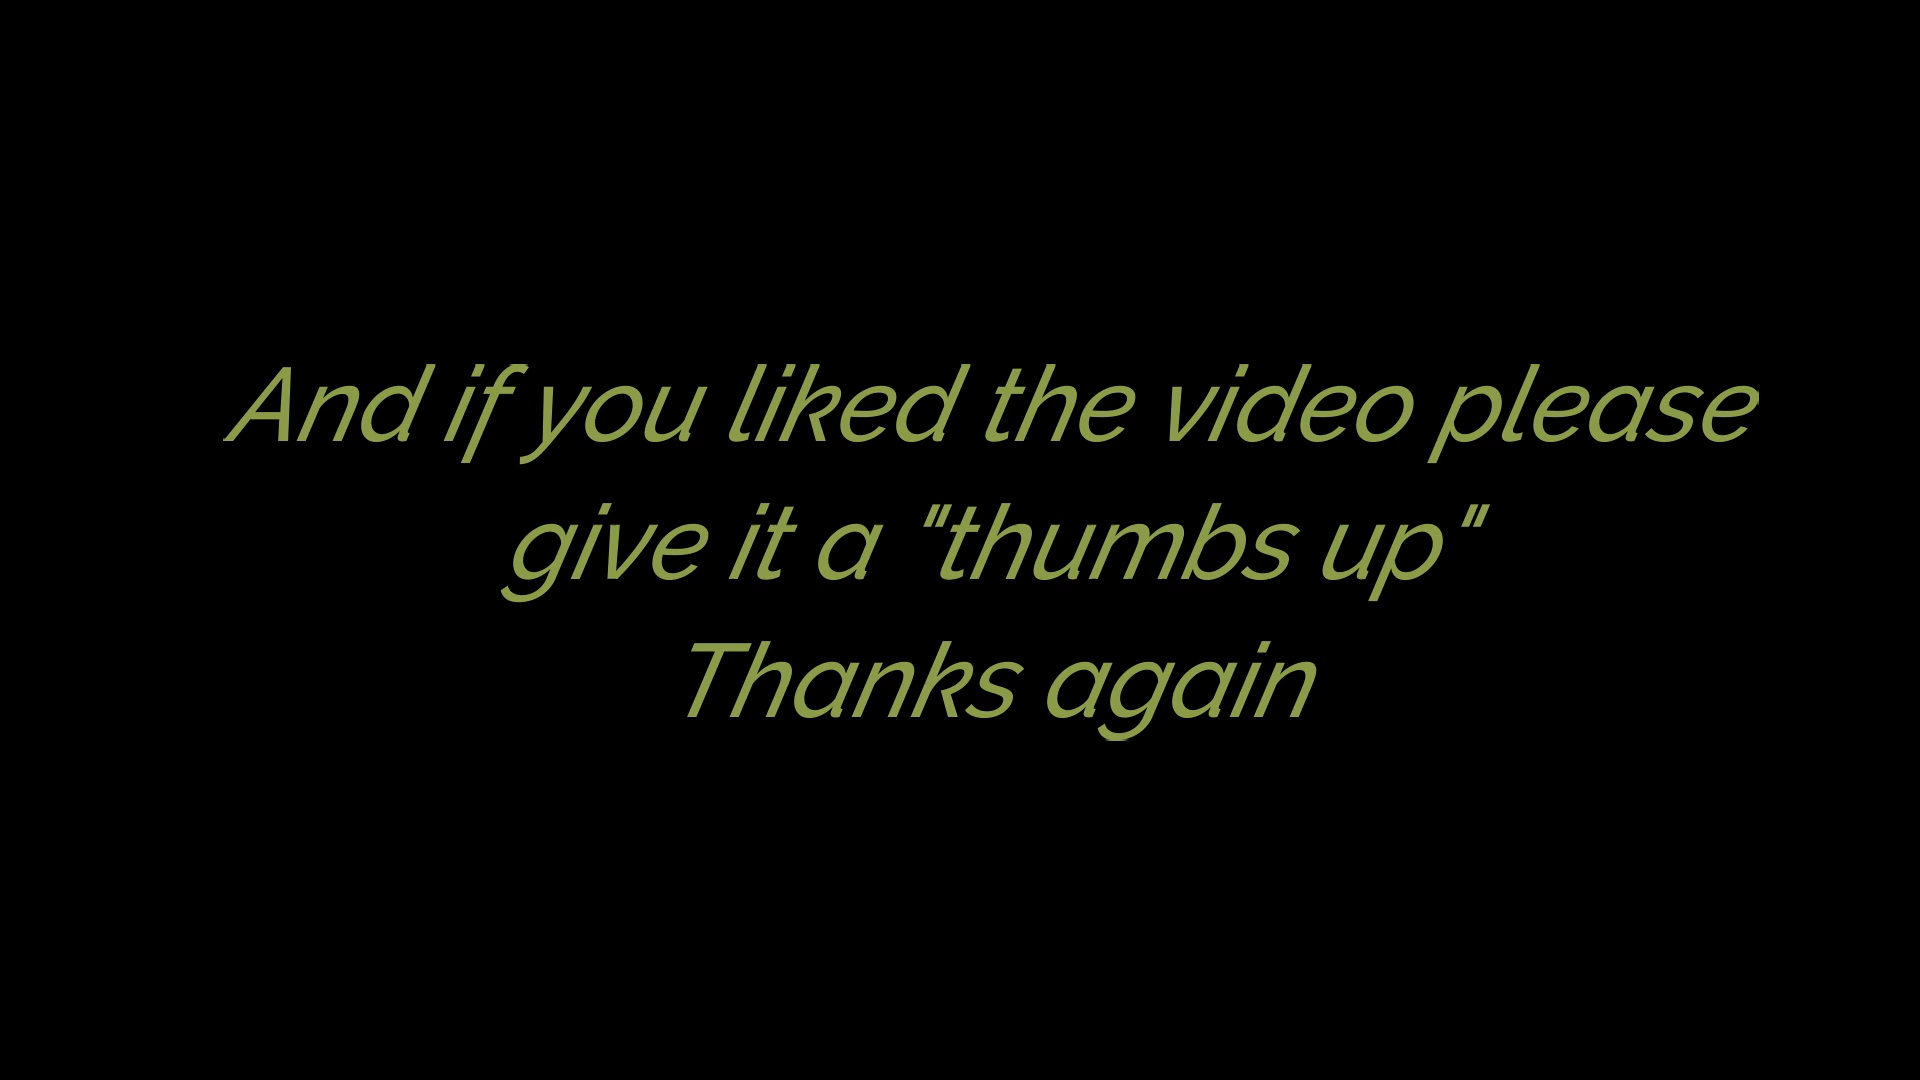 And if you liked the video please
give it a "thumbs up"
Thanks again